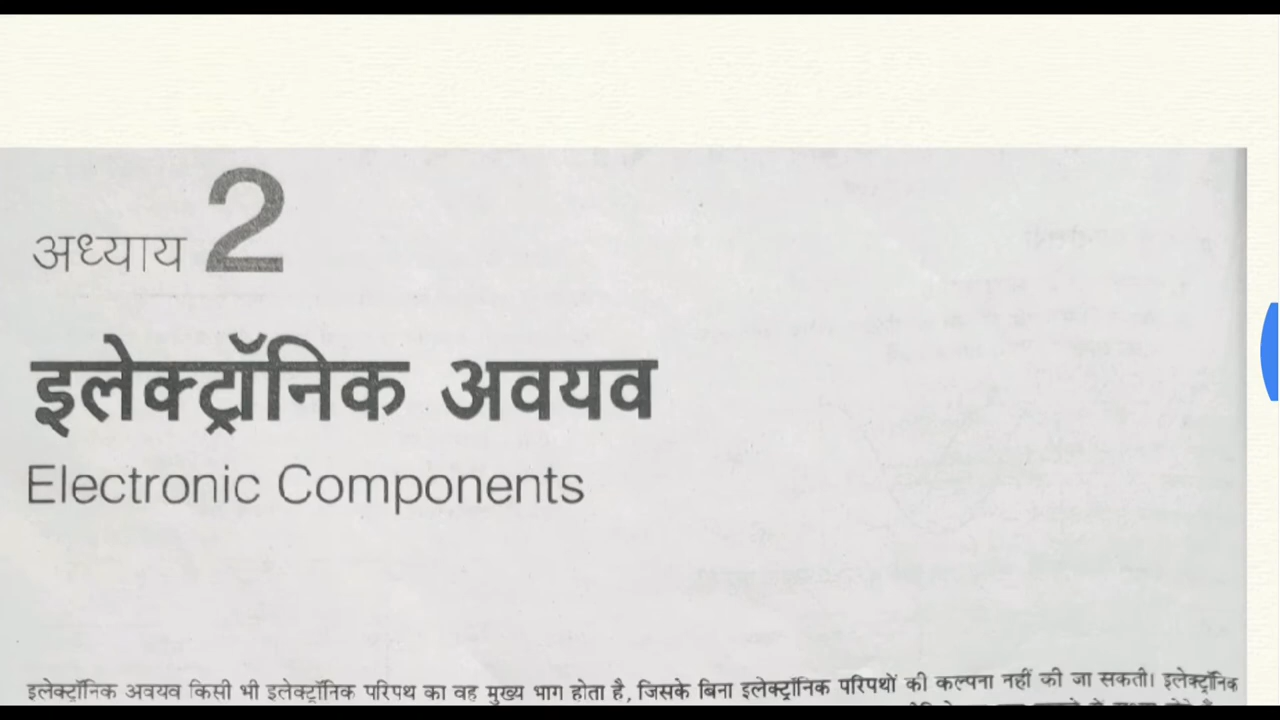 अध्याय 2
इलेक्ट्रॉनिक अवयव
Electronic Components
इलेक्ट्रॉनिक अवयव किसी भी इलेक्ट्रॉनिक परिपथ का वह मुख्य भाग होता है, जिसके बिना इलेक्ट्रॉनिक परिपथों की कल्पना नहीं की जा सकती। इलेक्ट्रॉनिक